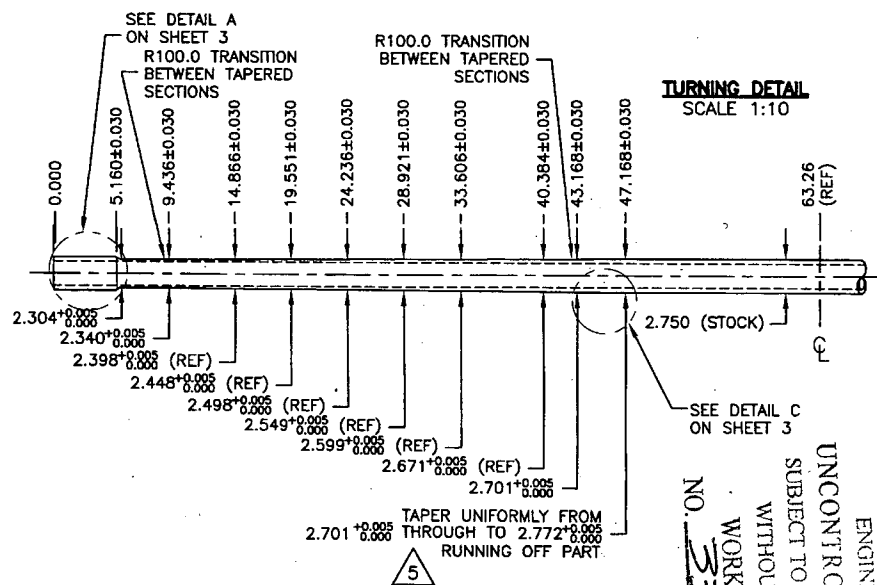 SEE DETAIL A
ON SHEET 3
R100.0 TRANSITION
BETWEEN TAPERED
SECTIONS
R100.0 TRANSITION
BETWEEN TAPERED
SECTIONS
TURNING DETAIL
SCALE 1:10
0.000
5.160±0.030
9.436±0.030
14.866±0.030
19.551±0.030
24.236±0.030
28.921±0.030
33.606±0.030
40.384±0.030
43.168±0.030
47.168±0.030
63.26
(REF)
2.304+0.005 0.000
2.340+0.005 0.000
2.398+0.005 0.000 (REF)
2.448+0.005 0.000 (REF)
2.498+0.005 0.000 (REF)
2.549+0.005 0.000 (REF)
2.599+0.005 0.000 (REF)
2.671+0.005 0.000 (REF)
2.701+0.005 0.000
2.750 (STOCK)
SEE DETAIL C
ON SHEET 3
TAPER UNIFORMLY FROM
2.701 +0.005 0.000 THROUGH TO 2.772+0.005 0.000
RUNNING OFF PART
5
ENGIN
UNCONTRO
SUBJECT TO
WITHOU
WORK
NO.